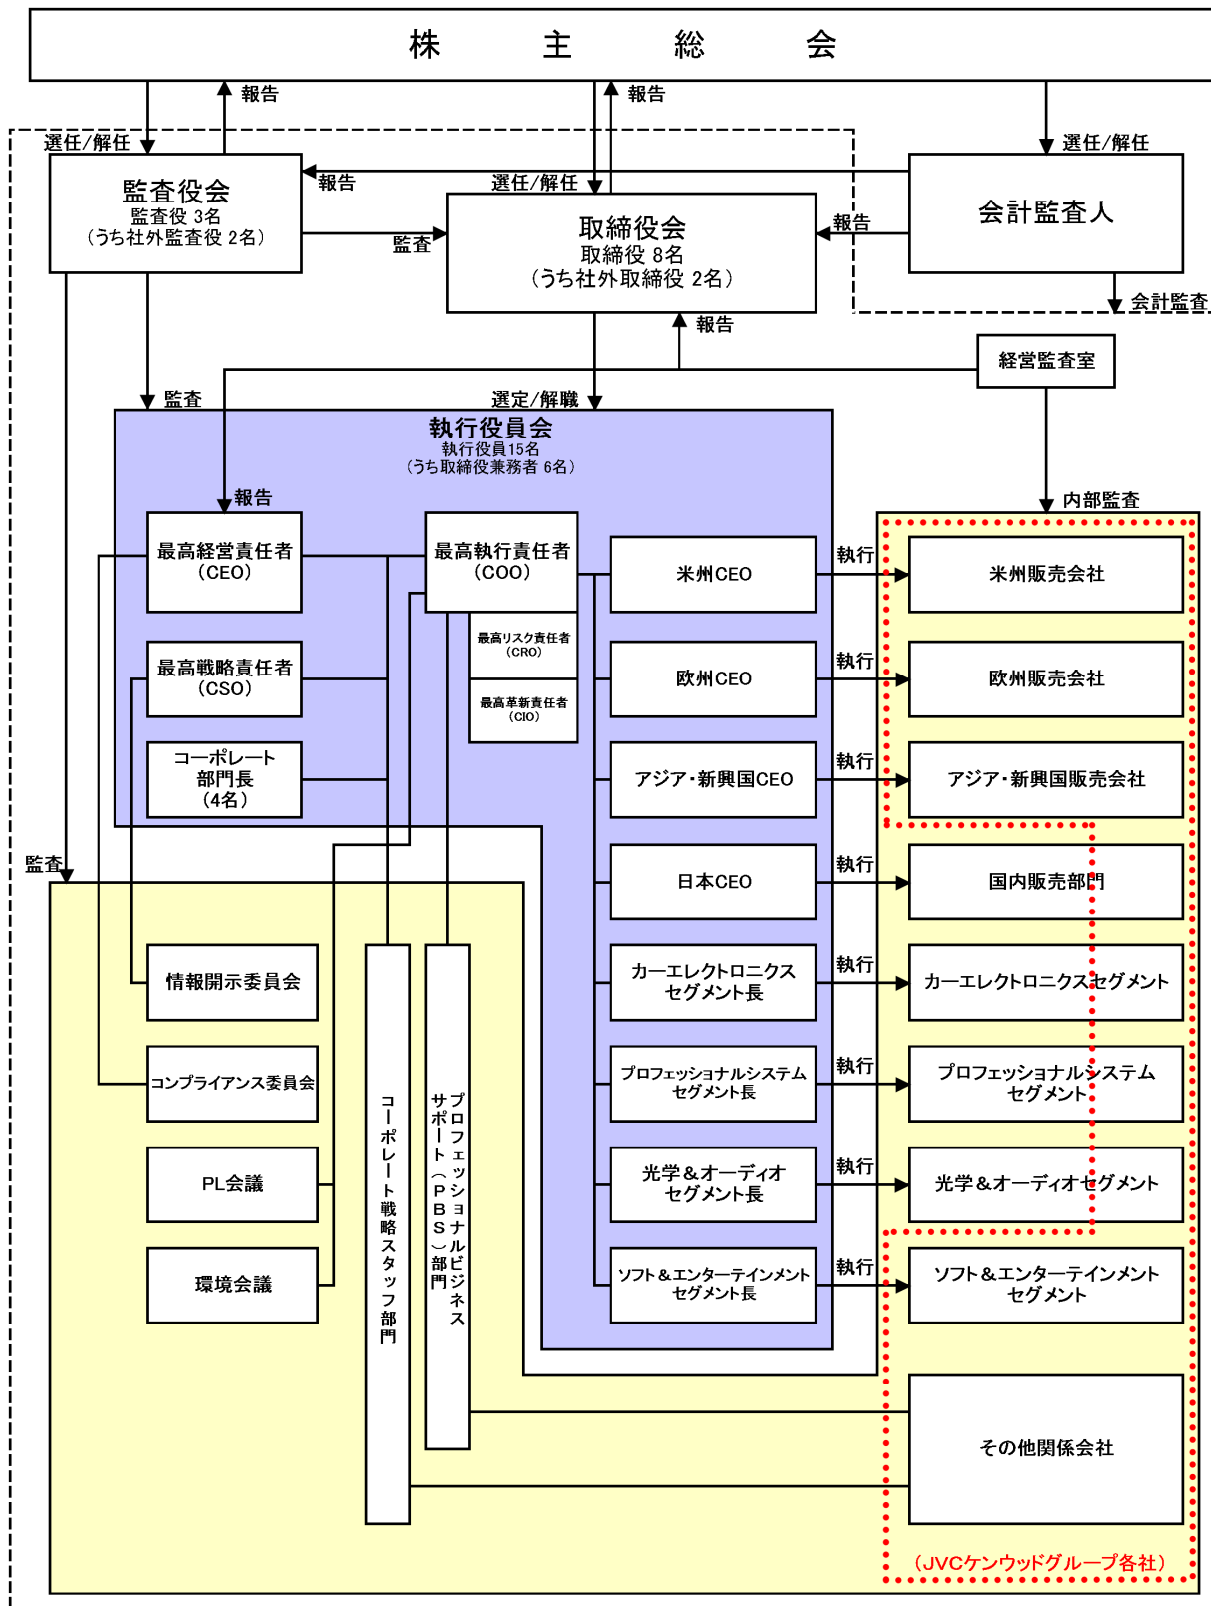 株主総会
報告
報告
選任/解任
選任/解任
監査役会
監査役 3名
(うち社外監査役 2名)
報告
選任/解任
取締役会
取締役 8名
(うち社外取締役 2名)
監査
報告
会計監査人
会計監査
報告
経営監査室
監査
選定/解職
執行役員会
執行役員15名
(うち取締役兼務者 6名)
報告
内部監査
最高経営責任者
(CEO)
最高執行責任者
(COO)
米州CEO
執行
米州販売会社
最高リスク責任者
(CRO)
最高戦略責任者
(CSO)
欧州CEO
執行
欧州販売会社
最高革新責任者
(CIO)
コーポレート
部門長
(4名)
アジア・新興国CEO
執行
アジア・新興国販売会社
監査
日本CEO
執行
国内販売部門
情報開示委員会
カーエレクトロニクス
セグメント長
執行
カーエレクトロニクスセグメント
コンプライアンス委員会
プロフェッショナルシステム
セグメント長
執行
プロフェッショナルシステム
セグメント
コーポレート戦略スタッフ部門
プロフェッショナルビジネス
サポート(PBS)部門
PL会議
光学&オーディオ
セグメント長
執行
光学&オーディオセグメント
環境会議
ソフト&エンターテインメント
セグメント長
執行
ソフト&エンターテインメント
セグメント
その他関係会社
(JVCケンウッドグループ各社)